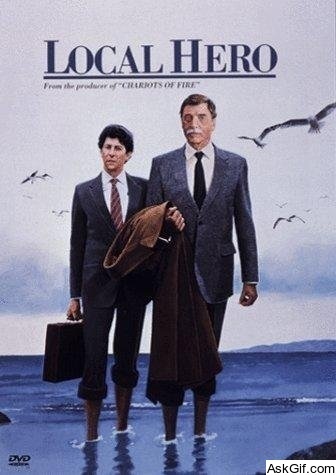 LOCAL HERO
From the producer of "CHARIOTS OF FIRE"
DVD
AskGif.com